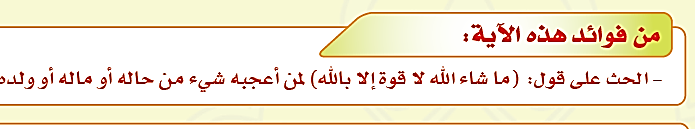 من فوائد هذه الآية:
- الحث على قول: (ما شاء الله لا قوة إلا بالله) لمن أعجبه شيء من حاله أو ماله أو ولده